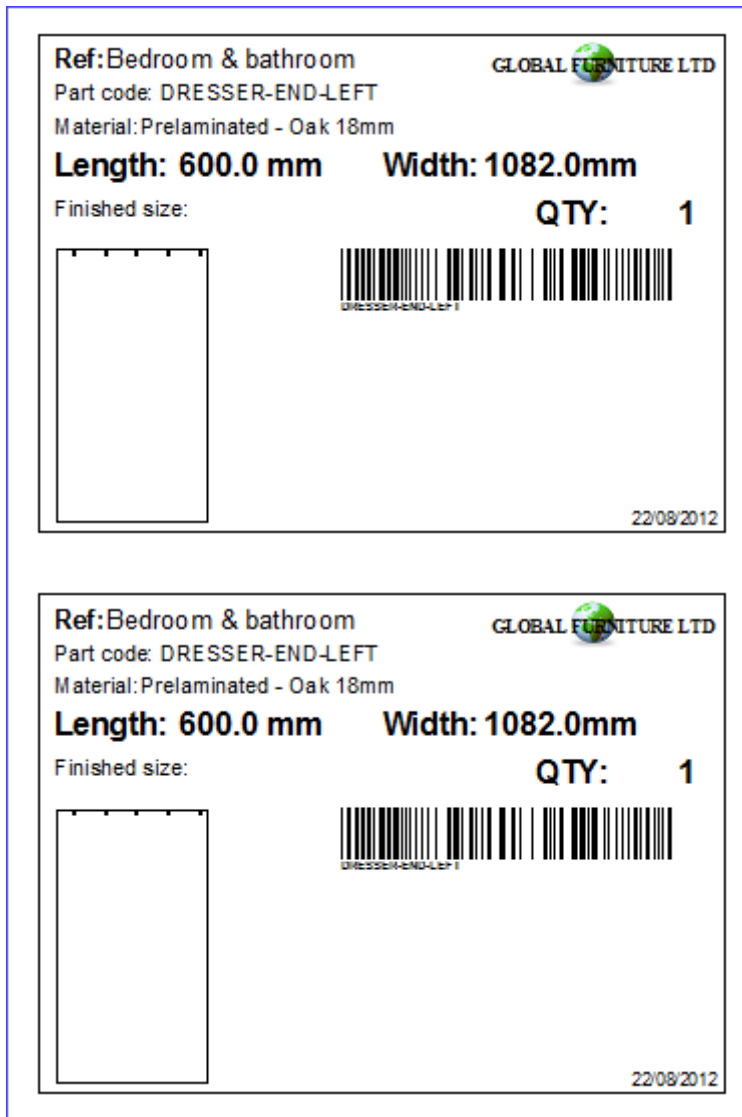 Ref:Bedroom & bathroom
GLOBAL FURNITURE LTD
Part code: DRESSER-END-LEFT
Material:Prelaminated - Oak 18mm
Length: 600.0 mm Width: 1082.0mm
Finished size: QTY: 1
DRESSER-END-LEFT
22/08/2012
Ref:Bedroom & bathroom
GLOBAL FURNITURE LTD
Part code: DRESSER-END-LEFT
Material:Prelaminated - Oak 18mm
Length: 600.0 mm Width: 1082.0mm
Finished size: QTY: 1
DRESSER-END-LEFT
22/08/2012